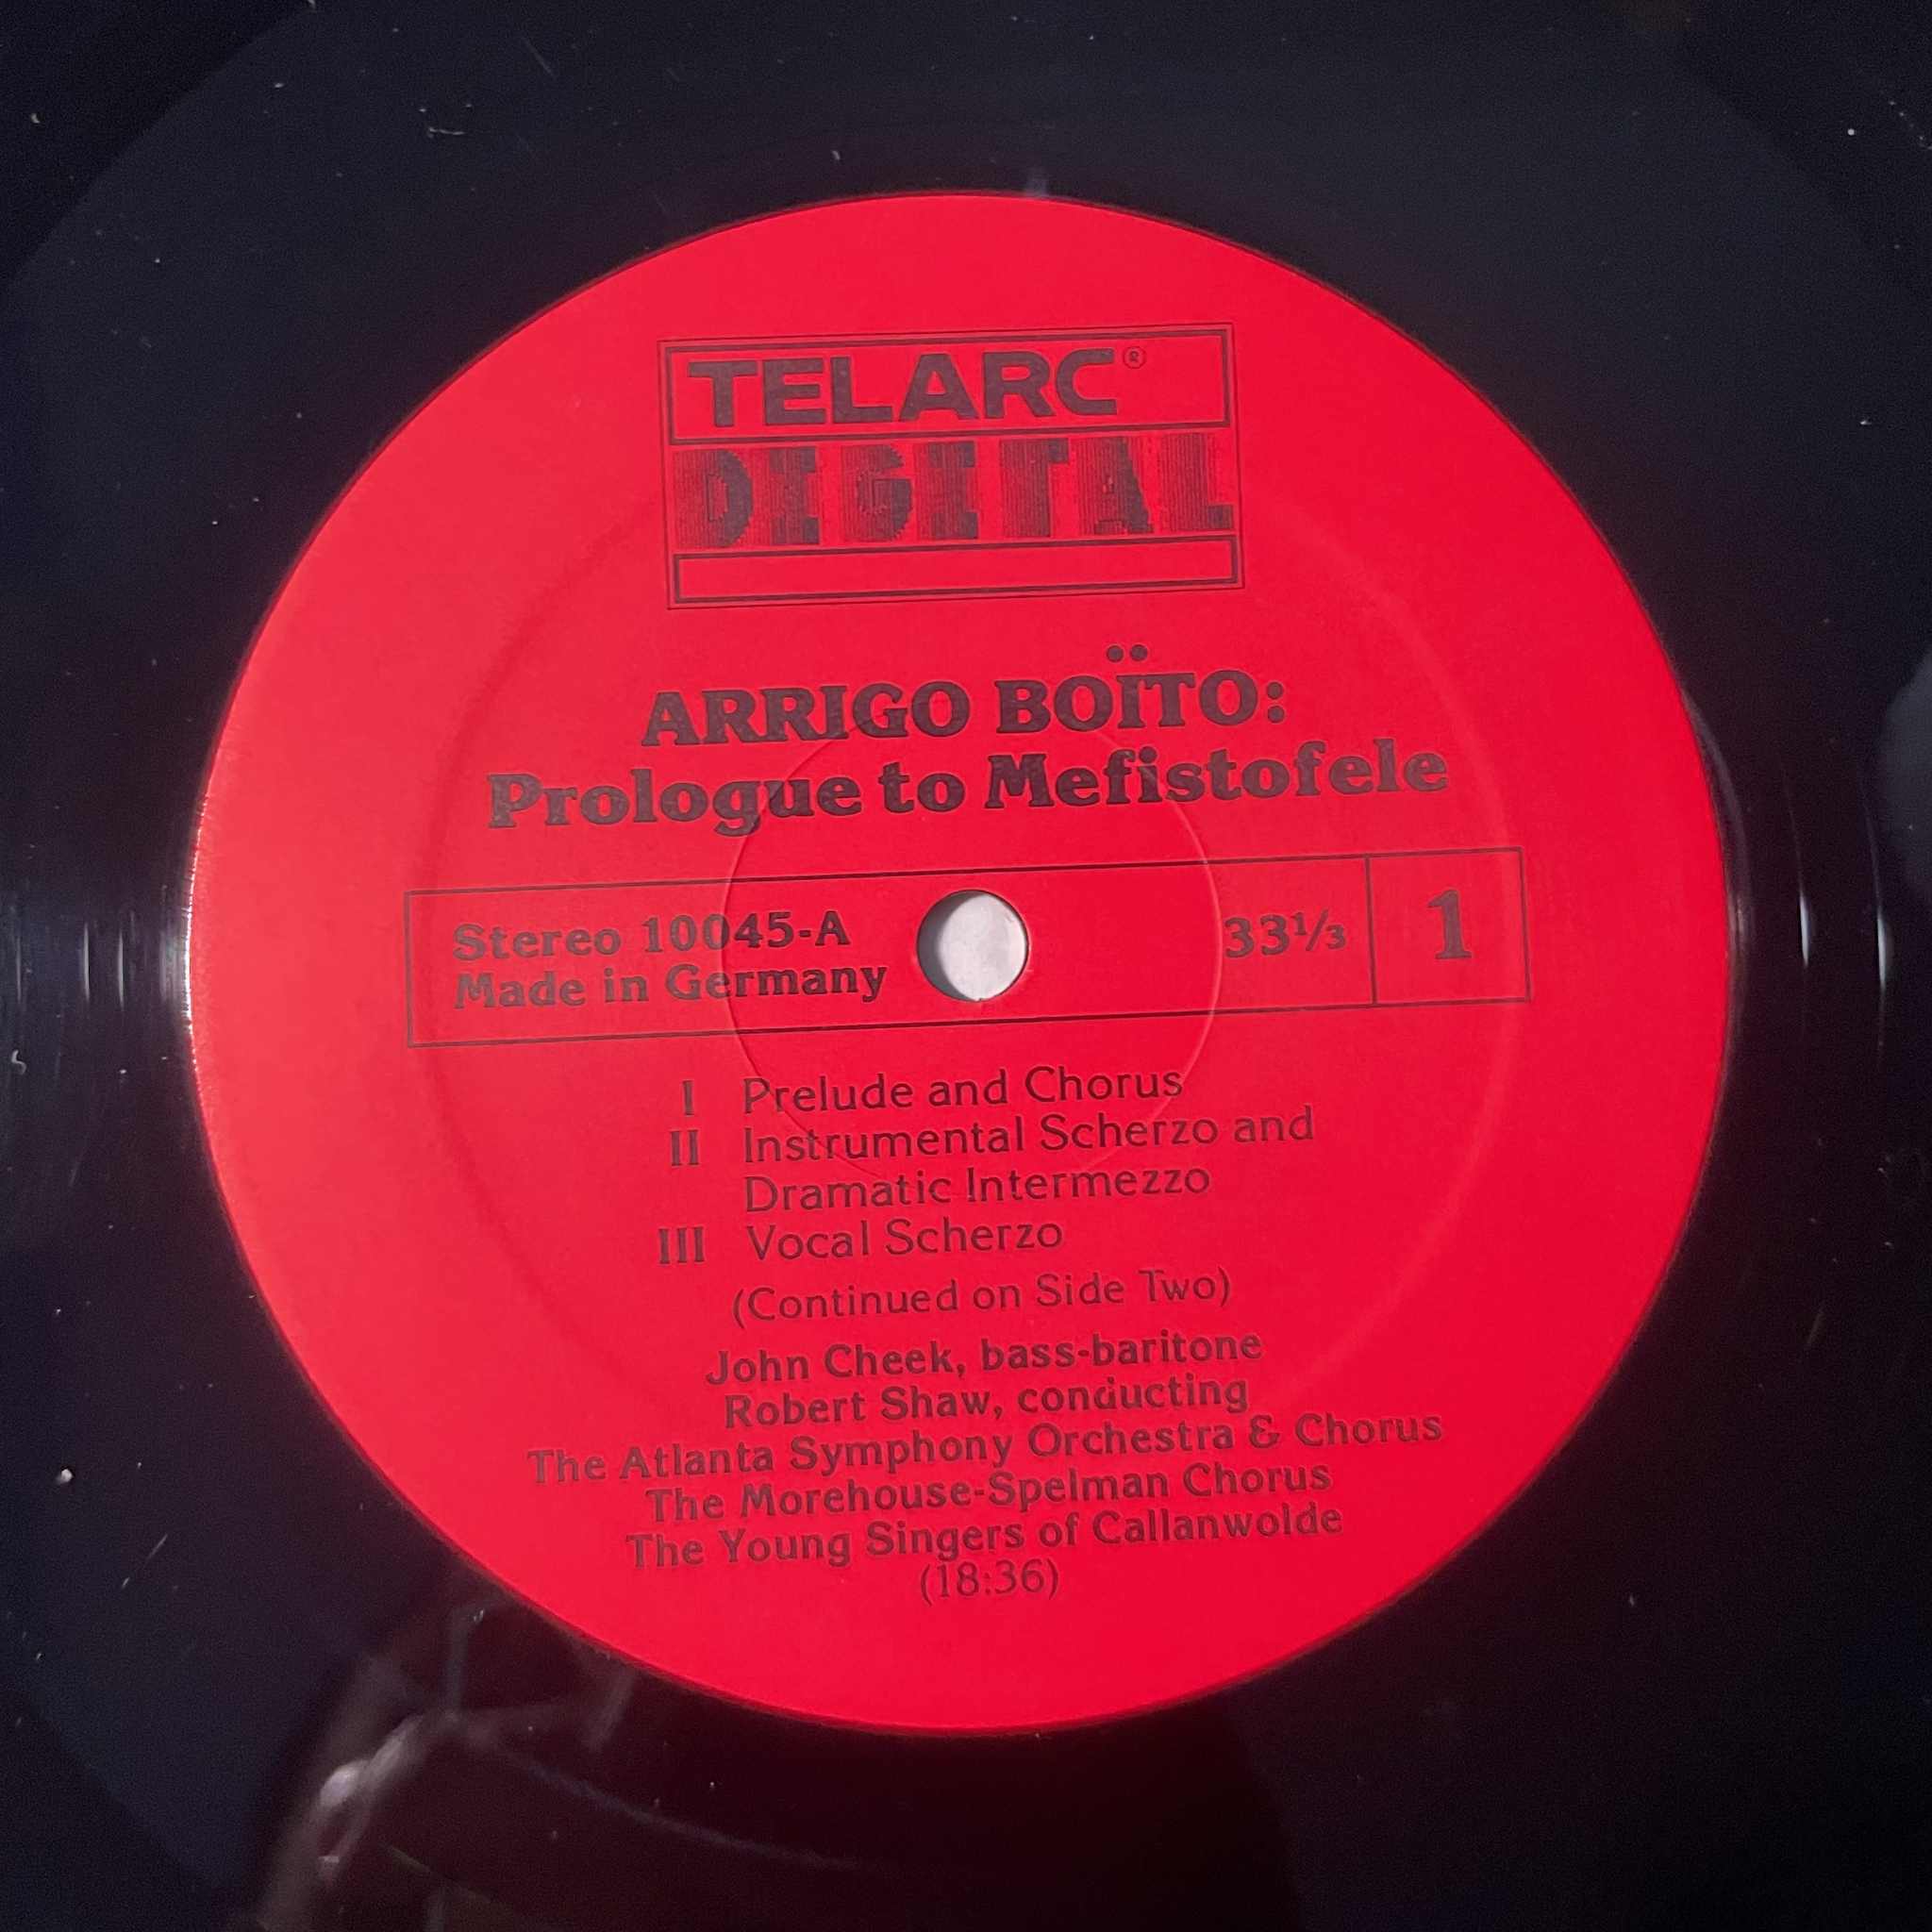 TELARC®
DIGITAL
ARRIGO BOÏTO:
Prologue to Mefistofele
Stereo 10045-A
Made in Germany
33⅓
1
I Prelude and Chorus
II Instrumental Scherzo and
Dramatic Intermezzo
III Vocal Scherzo
(Continued on Side Two)
John Cheek, bass-baritone
Robert Shaw, conducting
The Atlanta Symphony Orchestra & Chorus
The Morehouse-Spelman Chorus
The Young Singers of Callanwolde
(18:36)